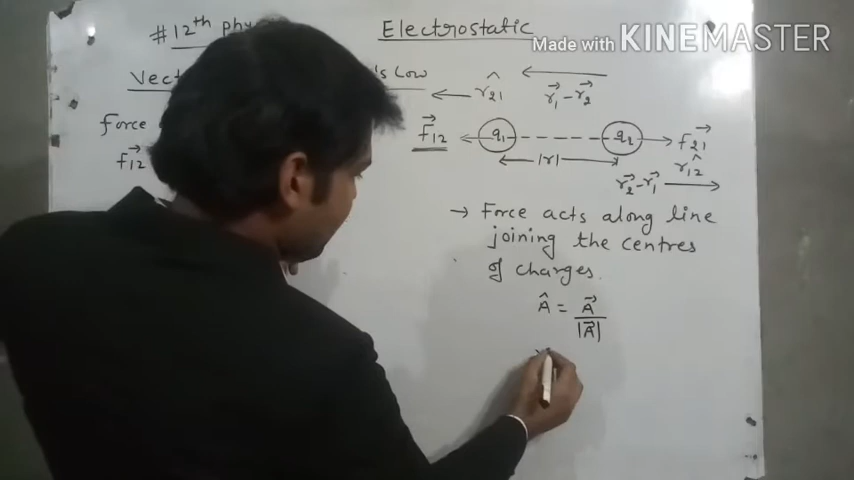 # 12th phy
Electrostatic
Made with KINEMASTER
Vect
's Low
r̂21
r⃗1-r⃗2
Force
f⃗12
f⃗12
q1
q2
f⃗21
|r|
r̂12
r⃗2-r⃗1
→ Force acts along line
joining the centres
of charges.
Â = A⃗
|A⃗|